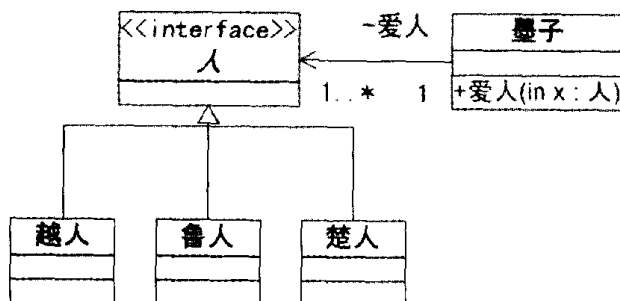 <<interface>>
人
~爱人
1..*
1
墨子
+爱人(in x : 人)
越人
鲁人
楚人